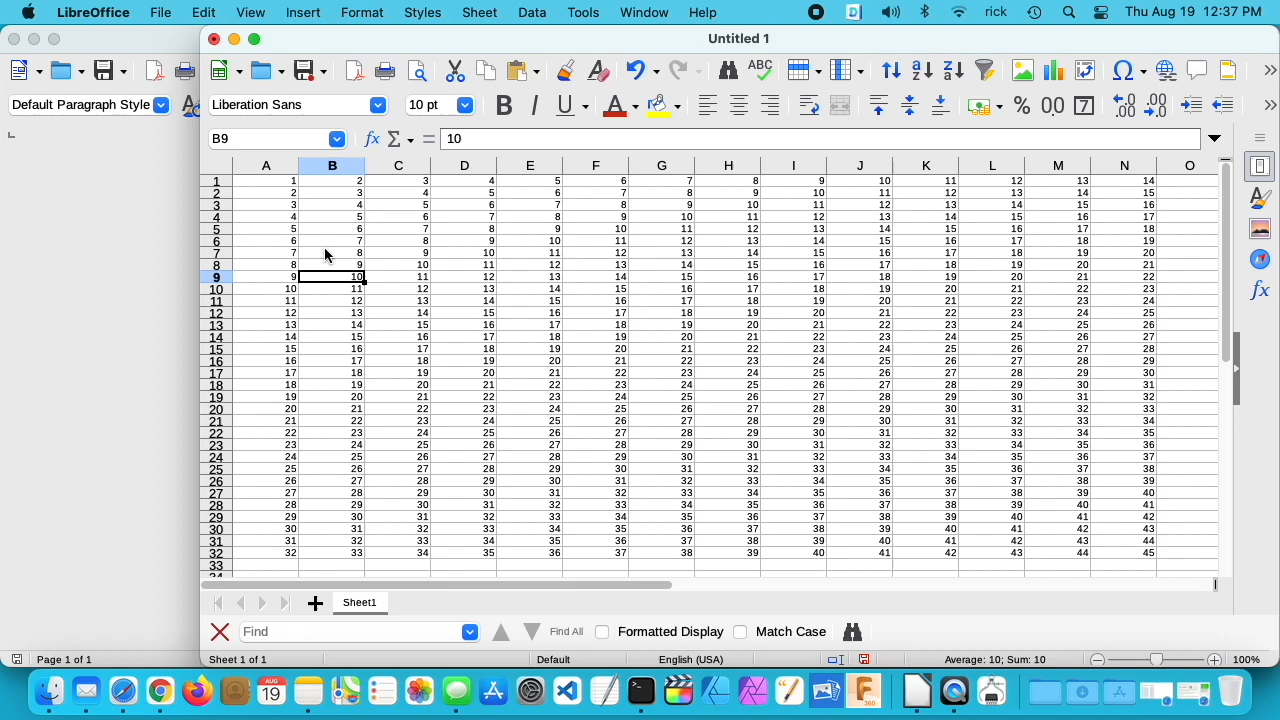 LibreOffice File Edit View Insert Format Styles Sheet Data Tools Window Help rick Thu Aug 19 12:37 PM
Untitled 1
Default Paragraph Style Liberation Sans 10 pt
B9 10
A B C D E F G H I J K L M N O
1 1 2 3 4 5 6 7 8 9 10 11 12 13 14
2 2 3 4 5 6 7 8 9 10 11 12 13 14 15
3 3 4 5 6 7 8 9 10 11 12 13 14 15 16
4 4 5 6 7 8 9 10 11 12 13 14 15 16 17
5 5 6 7 8 9 10 11 12 13 14 15 16 17 18
6 6 7 8 9 10 11 12 13 14 15 16 17 18 19
7 7 8 9 10 11 12 13 14 15 16 17 18 19 20
8 8 9 10 11 12 13 14 15 16 17 18 19 20 21
9 9 10 11 12 13 14 15 16 17 18 19 20 21 22
10 10 11 12 13 14 15 16 17 18 19 20 21 22 23
11 11 12 13 14 15 16 17 18 19 20 21 22 23 24
12 12 13 14 15 16 17 18 19 20 21 22 23 24 25
13 13 14 15 16 17 18 19 20 21 22 23 24 25 26
14 14 15 16 17 18 19 20 21 22 23 24 25 26 27
15 15 16 17 18 19 20 21 22 23 24 25 26 27 28
16 16 17 18 19 20 21 22 23 24 25 26 27 28 29
17 17 18 19 20 21 22 23 24 25 26 27 28 29 30
18 18 19 20 21 22 23 24 25 26 27 28 29 30 31
19 19 20 21 22 23 24 25 26 27 28 29 30 31 32
20 20 21 22 23 24 25 26 27 28 29 30 31 32 33
21 21 22 23 24 25 26 27 28 29 30 31 32 33 34
22 22 23 24 25 26 27 28 29 30 31 32 33 34 35
23 23 24 25 26 27 28 29 30 31 32 33 34 35 36
24 24 25 26 27 28 29 30 31 32 33 34 35 36 37
25 25 26 27 28 29 30 31 32 33 34 35 36 37 38
26 26 27 28 29 30 31 32 33 34 35 36 37 38 39
27 27 28 29 30 31 32 33 34 35 36 37 38 39 40
28 28 29 30 31 32 33 34 35 36 37 38 39 40 41
29 29 30 31 32 33 34 35 36 37 38 39 40 41 42
30 30 31 32 33 34 35 36 37 38 39 40 41 42 43
31 31 32 33 34 35 36 37 38 39 40 41 42 43 44
32 32 33 34 35 36 37 38 39 40 41 42 43 44 45
33
34
Sheet1
Find Find All Formatted Display Match Case
Page 1 of 1 Sheet 1 of 1 Default English (USA) Average: 10; Sum: 10 100%
AUG
19
360